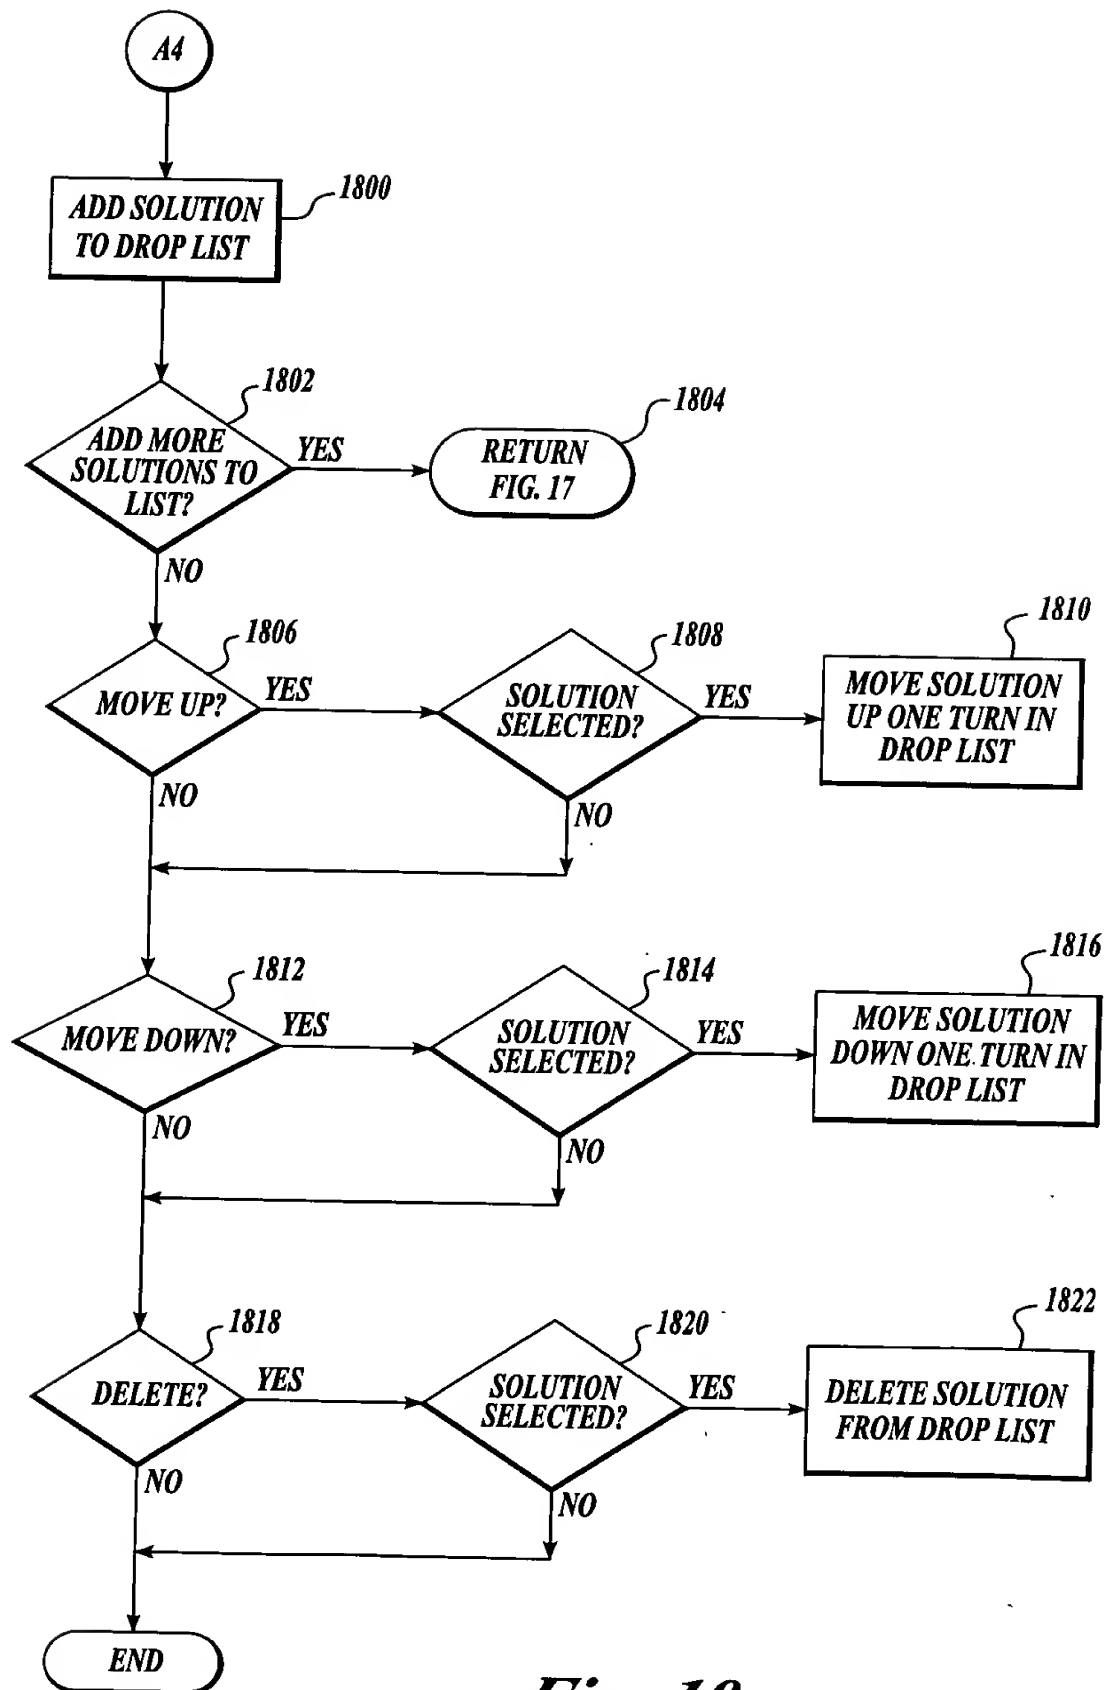 A4
1800
ADD SOLUTION
TO DROP LIST
1802
ADD MORE
SOLUTIONS TO
LIST?
YES
1804
RETURN
FIG. 17
NO
1806
MOVE UP?
YES
1808
SOLUTION
SELECTED?
YES
1810
MOVE SOLUTION
UP ONE TURN IN
DROP LIST
NO
NO
1812
MOVE DOWN?
YES
1814
SOLUTION
SELECTED?
YES
1816
MOVE SOLUTION
DOWN ONE TURN IN
DROP LIST
NO
NO
1818
DELETE?
YES
1820
SOLUTION
SELECTED?
YES
1822
DELETE SOLUTION
FROM DROP LIST
NO
NO
END